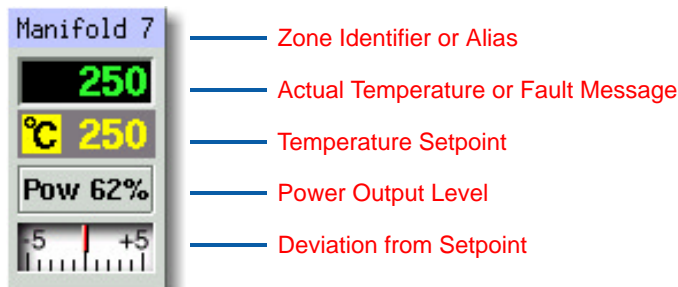 Manifold 7 Zone Identifier or Alias
250 Actual Temperature or Fault Message
°C 250 Temperature Setpoint
Pow 62% Power Output Level
-5 +5 Deviation from Setpoint